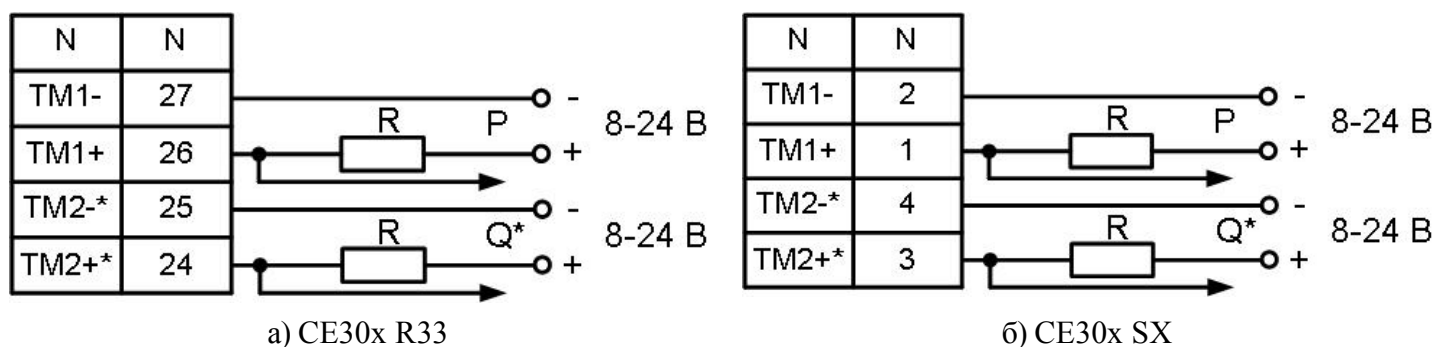 N N
TM1- 27 -
R P 8-24 В
TM1+ 26 +
TM2-* 25 -
R Q* 8-24 В
TM2+* 24 +
а) CE30x R33
N N
TM1- 2 -
R P 8-24 В
TM1+ 1 +
TM2-* 4 -
R Q* 8-24 В
TM2+* 3 +
б) CE30x SX